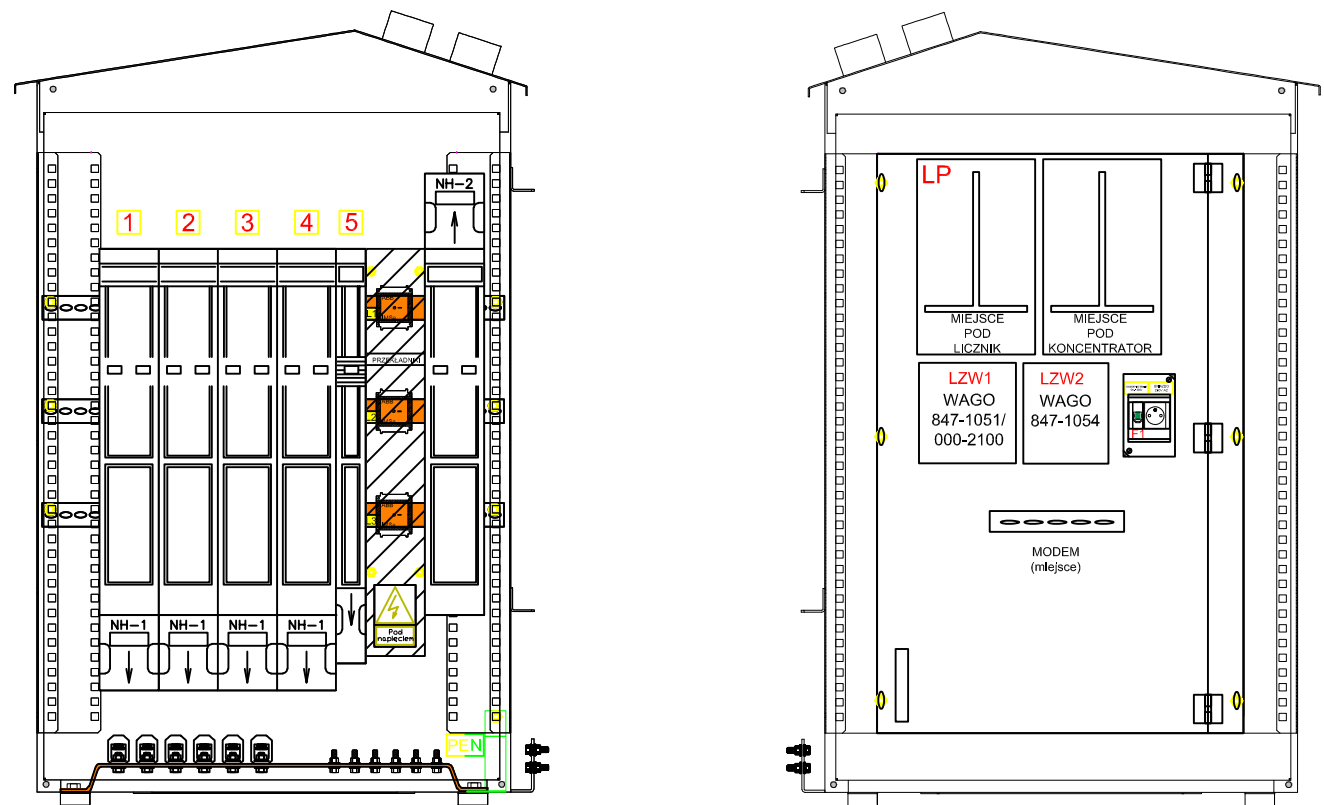 NH-2
1
2
3
4
5
PRZEKŁADNIKI
NH-1
NH-1
NH-1
NH-1
Pod
napięciem
PEN
LP
MIEJSCE
POD
LICZNIK
MIEJSCE
POD
KONCENTRATOR
LZW1
WAGO
847-1051/
000-2100
LZW2
WAGO
847-1054
F1
MODEM
(miejsce)